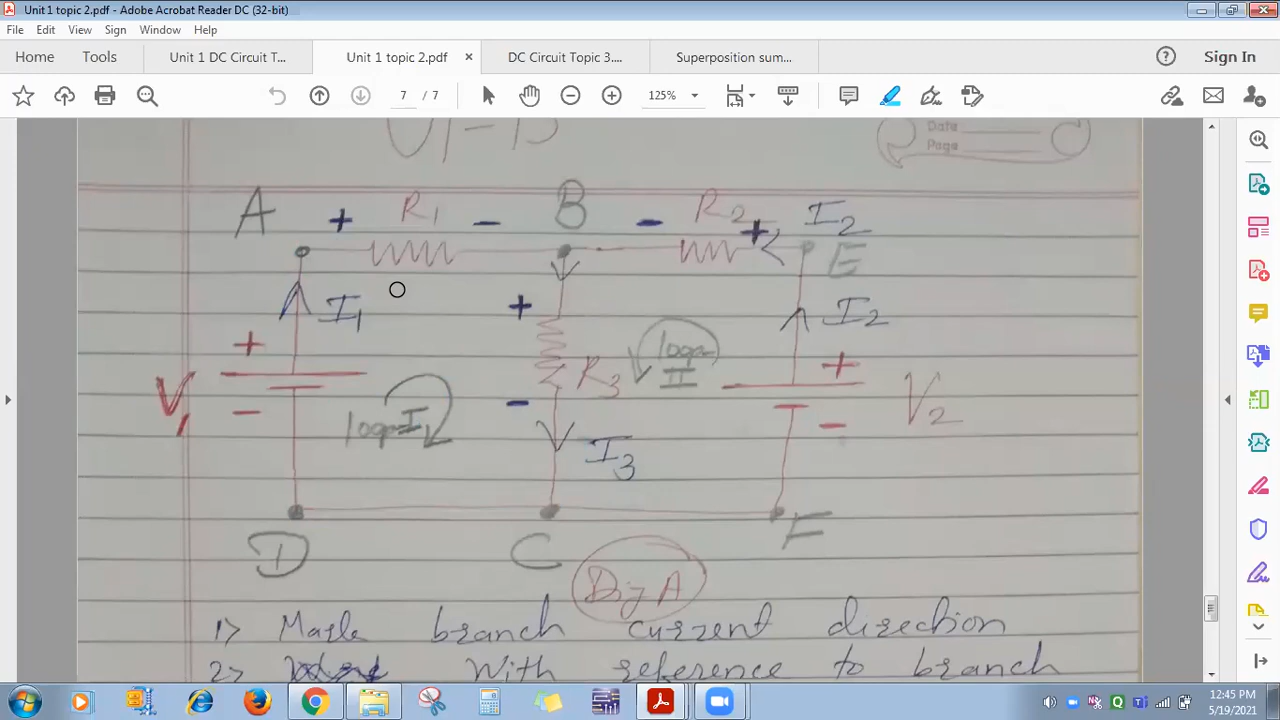 Unit 1 topic 2.pdf - Adobe Acrobat Reader DC (32-bit)
File Edit View Sign Window Help
Home Tools Unit 1 DC Circuit T... Unit 1 topic 2.pdf × DC Circuit Topic 3.... Superposition sum... Sign In
7 / 7 125%
Date
Page
A + R1 - B - R2 + I2
E
I1 + I2
+ loop II +
V1 R3 V2
- loop I - -
I3
D C F
Dig A
1> Mark branch current direction
2> With reference to branch
12:45 PM
5/19/2021